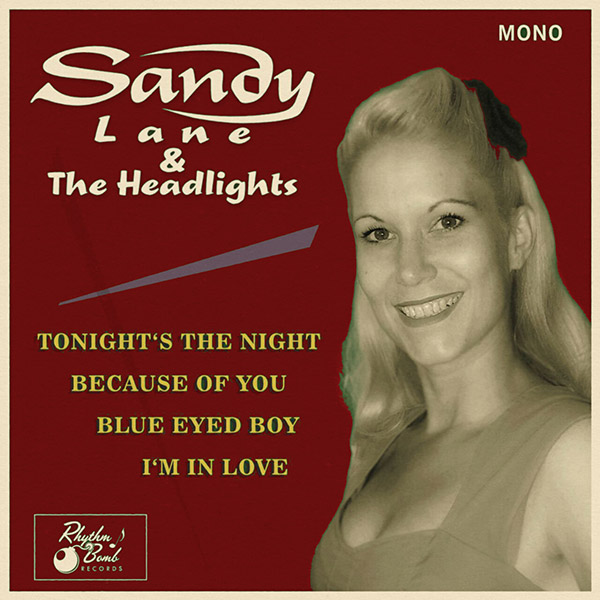 MONO
Sandy
Lane
&
The Headlights
TONIGHT‘S THE NIGHT
BECAUSE OF YOU
BLUE EYED BOY
I‘M IN LOVE
Rhythm
Bomb
RECORDS